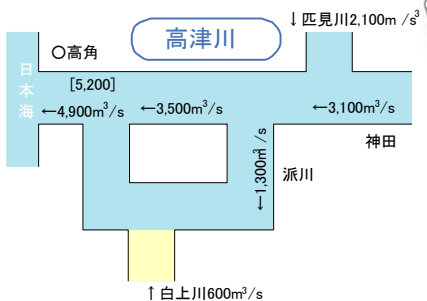 ↓匹見川2,100m /s³
高津川
○高角
日本海
[5,200]
←4,900m³/s
←3,500m³/s
←3,100m³/s
神田
←1,300㎥ /s
派川
↑白上川600m³/s